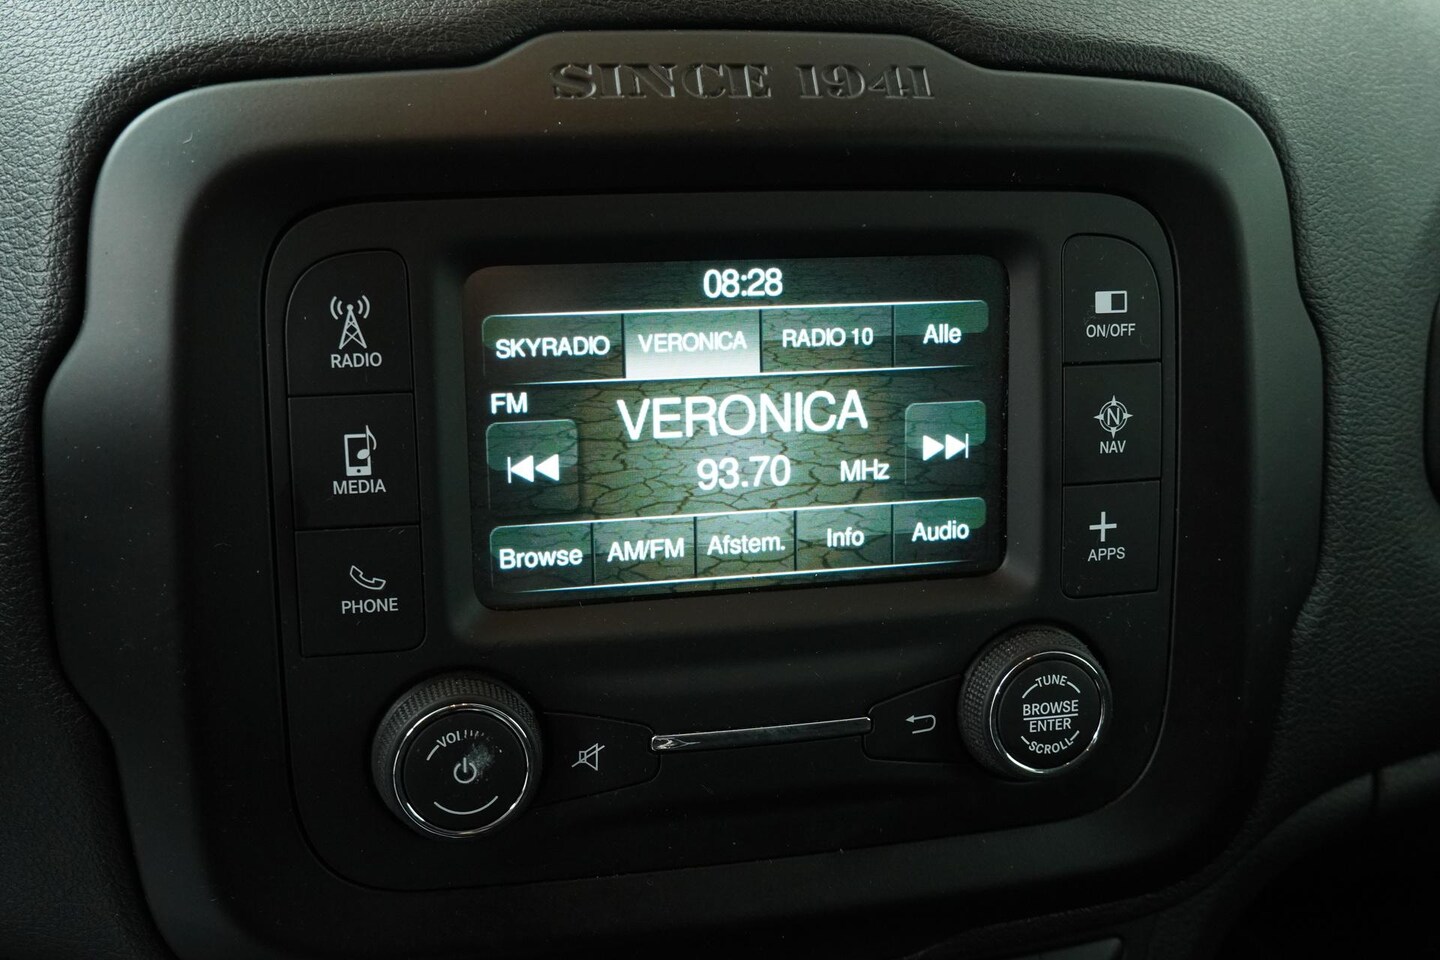 SINCE 1941
08:28
SKYRADIO VERONICA RADIO 10 Alle
FM
VERONICA
93.70 MHz
Browse AM/FM Afstem. Info Audio
RADIO
MEDIA
PHONE
ON/OFF
N
NAV
APPS
TUNE
BROWSE
ENTER
SCROLL